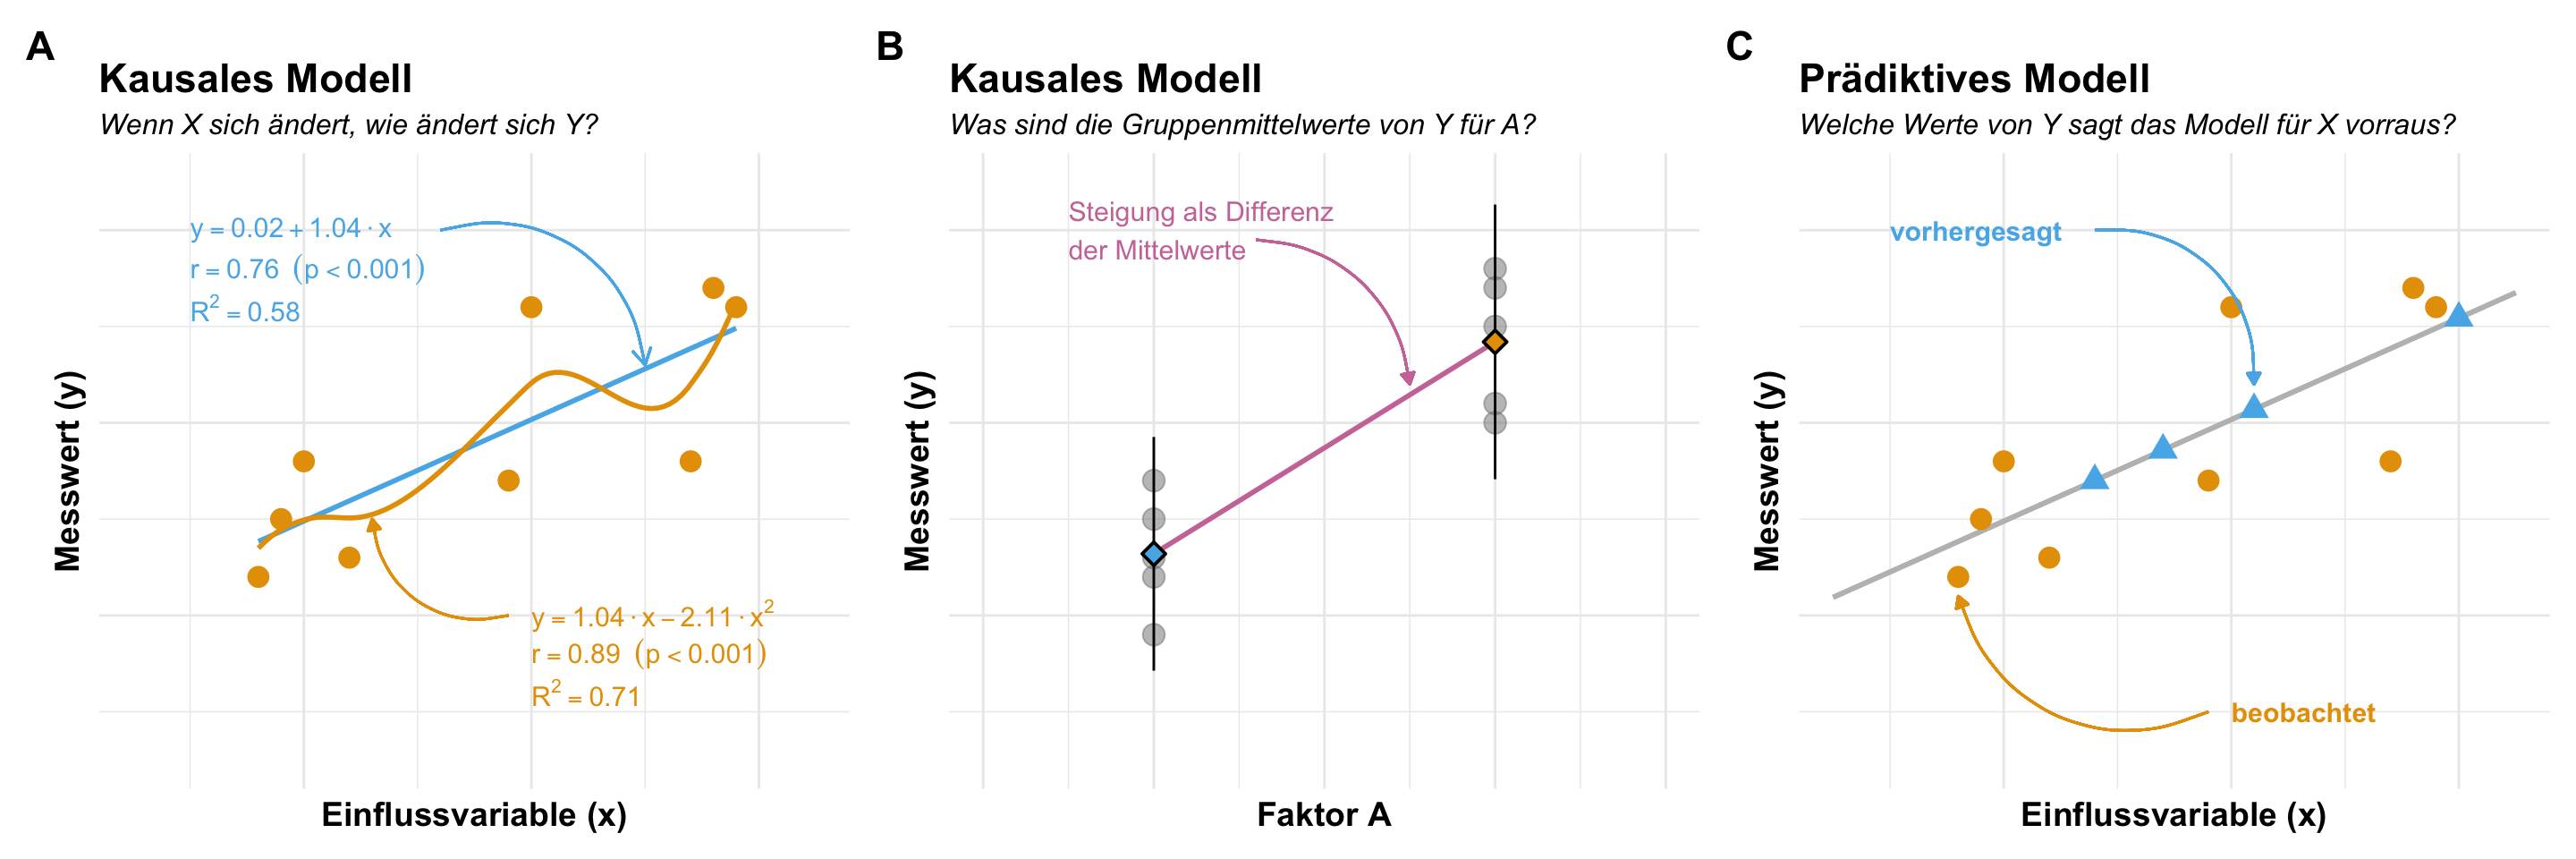 A
Kausales Modell
Wenn X sich ändert, wie ändert sich Y?
y = 0.02 + 1.04 · x
r = 0.76 (p < 0.001)
R² = 0.58
y = 1.04 · x − 2.11 · x²
r = 0.89 (p < 0.001)
R² = 0.71
Messwert (y)
Einflussvariable (x)
B
Kausales Modell
Was sind die Gruppenmittelwerte von Y für A?
Steigung als Differenz
der Mittelwerte
Messwert (y)
Faktor A
C
Prädiktives Modell
Welche Werte von Y sagt das Modell für X vorraus?
vorhergesagt
beobachtet
Messwert (y)
Einflussvariable (x)